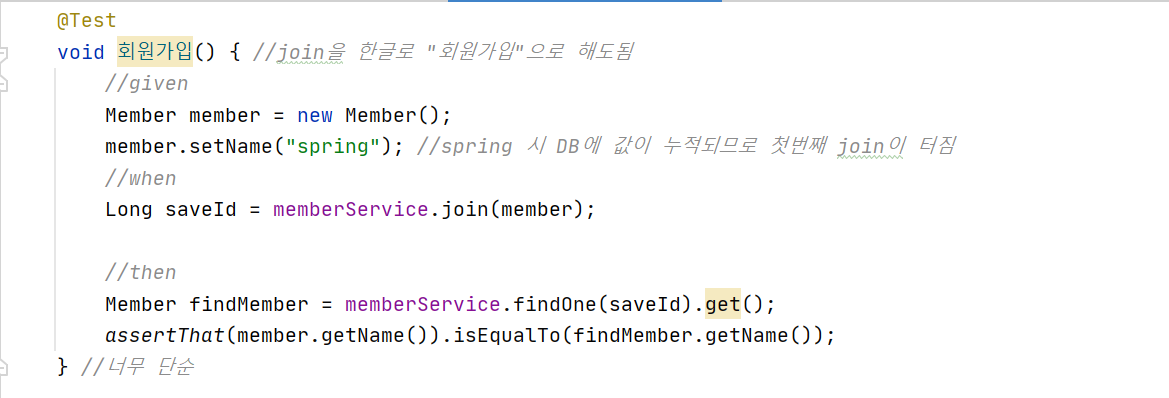 @Test
void 회원가입() { //join을 한글로 "회원가입"으로 해도됨
//given
Member member = new Member();
member.setName("spring"); //spring 시 DB에 값이 누적되므로 첫번째 join이 터짐
//when
Long saveId = memberService.join(member);
//then
Member findMember = memberService.findOne(saveId).get();
assertThat(member.getName()).isEqualTo(findMember.getName());
} //너무 단순